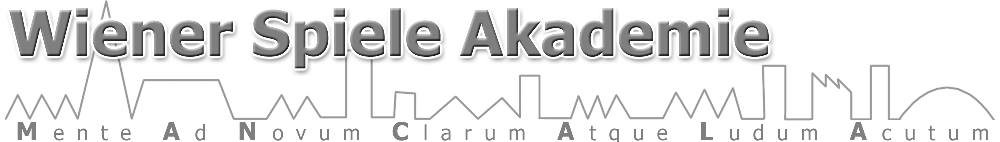 Wiener Spiele Akademie
Mente Ad Novum Clarum Atque Ludum Acutum